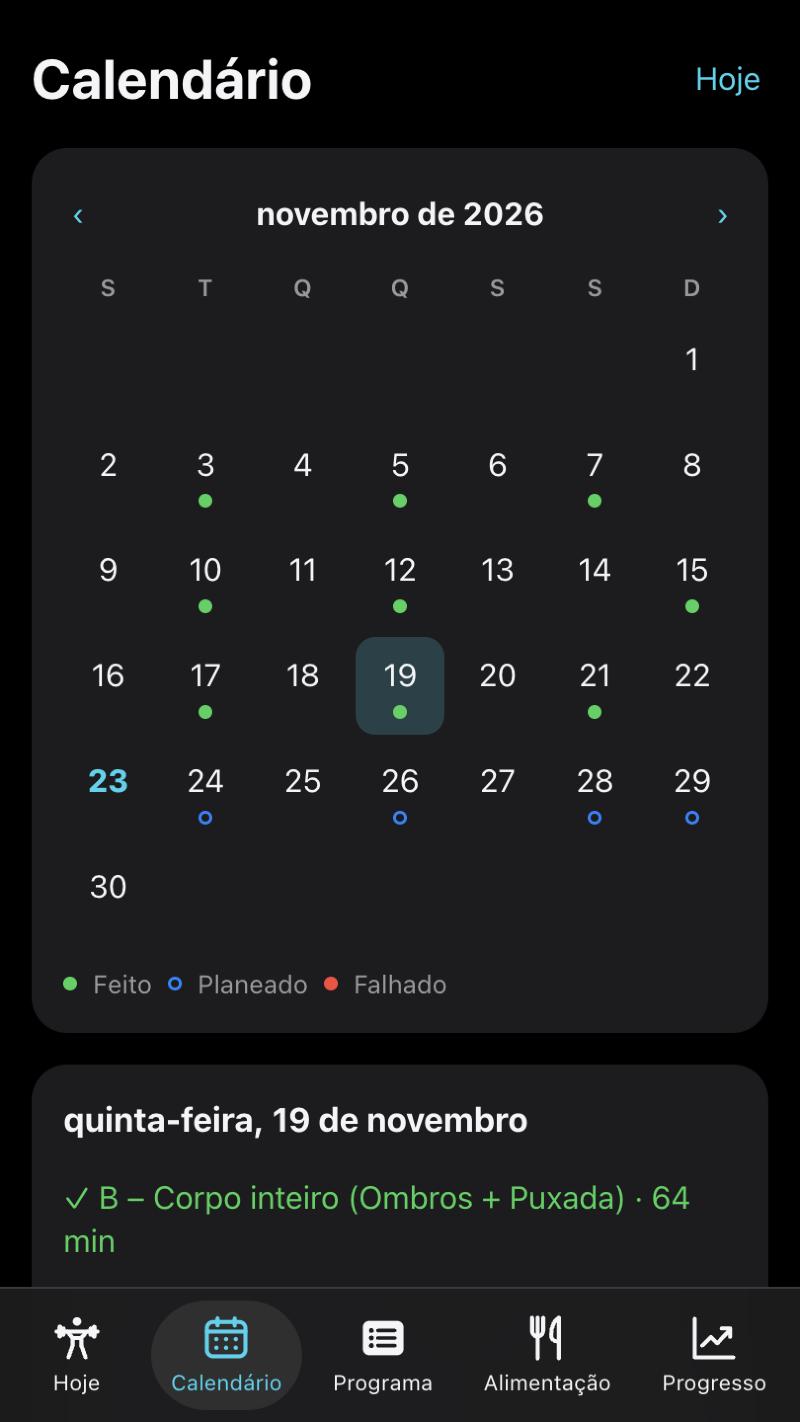 Calendário
Hoje
‹ novembro de 2026 ›
S T Q Q S S D
1
2 3 4 5 6 7 8
9 10 11 12 13 14 15
16 17 18 19 20 21 22
23 24 25 26 27 28 29
30
Feito Planeado Falhado
quinta-feira, 19 de novembro
✓ B – Corpo inteiro (Ombros + Puxada) · 64
min
Hoje Calendário Programa Alimentação Progresso